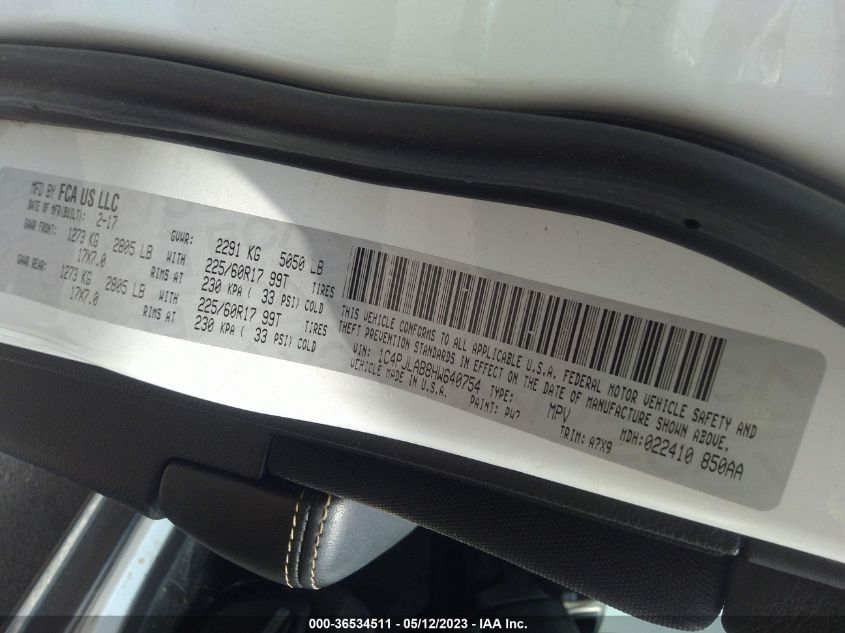 MFD BY FCA US LLC
DATE OF MFR(BUILT): 2-17 GVWR: 2291 KG 5050 LB
GAWR FRONT: 1273 KG 2805 LB WITH 225/60R17 99T TIRES
17X7.0 RIMS AT 230 KPA ( 33 PSI) COLD
GAWR REAR: 1273 KG 2805 LB WITH 225/60R17 99T TIRES
17X7.0 RIMS AT 230 KPA ( 33 PSI) COLD
THIS VEHICLE CONFORMS TO ALL APPLICABLE U.S.A. FEDERAL MOTOR VEHICLE SAFETY AND
THEFT PREVENTION STANDARDS IN EFFECT ON THE DATE OF MANUFACTURE SHOWN ABOVE.
VIN: 1C4PJLAB8HW640754 TYPE: MPV MDH: 022410 850AA
VEHICLE MADE IN U.S.A. PAINT: PW7 TRIM: A7X9
000-36534511 - 05/12/2023 - IAA Inc.